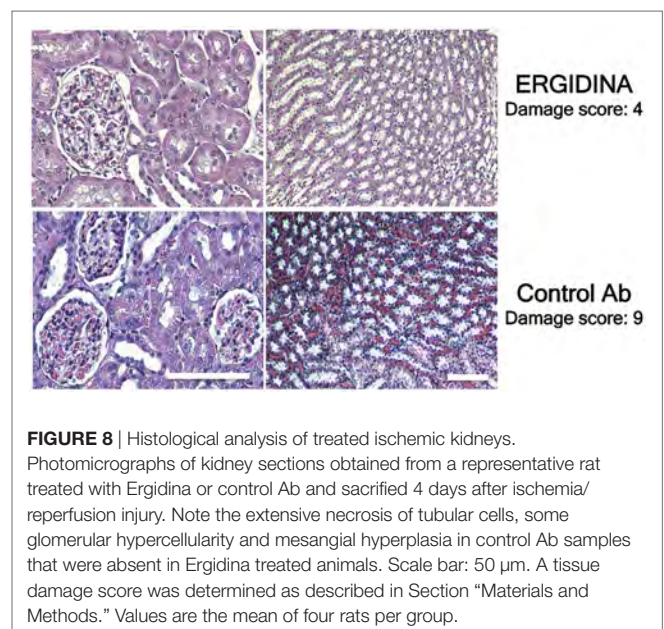 ERGIDINA
Damage score: 4
Control Ab
Damage score: 9
FIGURE 8 | Histological analysis of treated ischemic kidneys.
Photomicrographs of kidney sections obtained from a representative rat
treated with Ergidina or control Ab and sacrified 4 days after ischemia/
reperfusion injury. Note the extensive necrosis of tubular cells, some
glomerular hypercellularity and mesangial hyperplasia in control Ab samples
that were absent in Ergidina treated animals. Scale bar: 50 μm. A tissue
damage score was determined as described in Section “Materials and
Methods.” Values are the mean of four rats per group.